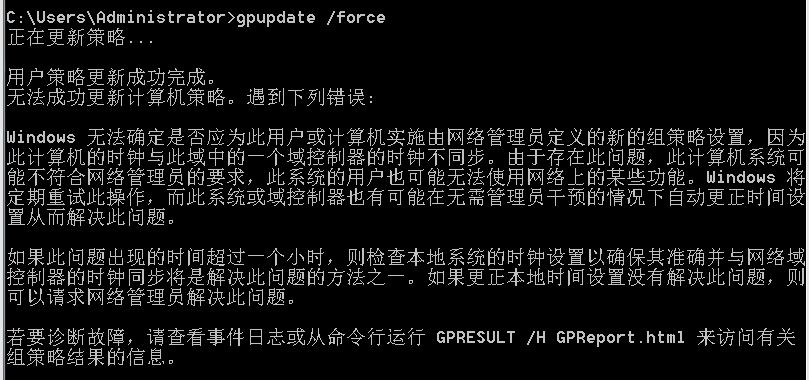 C:\Users\Administrator>gpupdate /force
正在更新策略...
用户策略更新成功完成。
无法成功更新计算机策略。遇到下列错误:
Windows 无法确定是否应为此用户或计算机实施由网络管理员定义的新的组策略设置，因为
此计算机的时钟与此域中的一个域控制器的时钟不同步。由于存在此问题，此计算机系统可
能不符合网络管理员的要求，此系统的用户也可能无法使用网络上的某些功能。Windows 将
定期重试此操作，而此系统或域控制器也有可能在无需管理员干预的情况下自动更正时间设
置从而解决此问题。
如果此问题出现的时间超过一个小时，则检查本地系统的时钟设置以确保其准确并与网络域
控制器的时钟同步将是解决此问题的方法之一。如果更正本地时间设置没有解决此问题，则
可以请求网络管理员解决此问题。
若要诊断故障，请查看事件日志或从命令行运行 GPRESULT /H GPReport.html 来访问有关
组策略结果的信息。